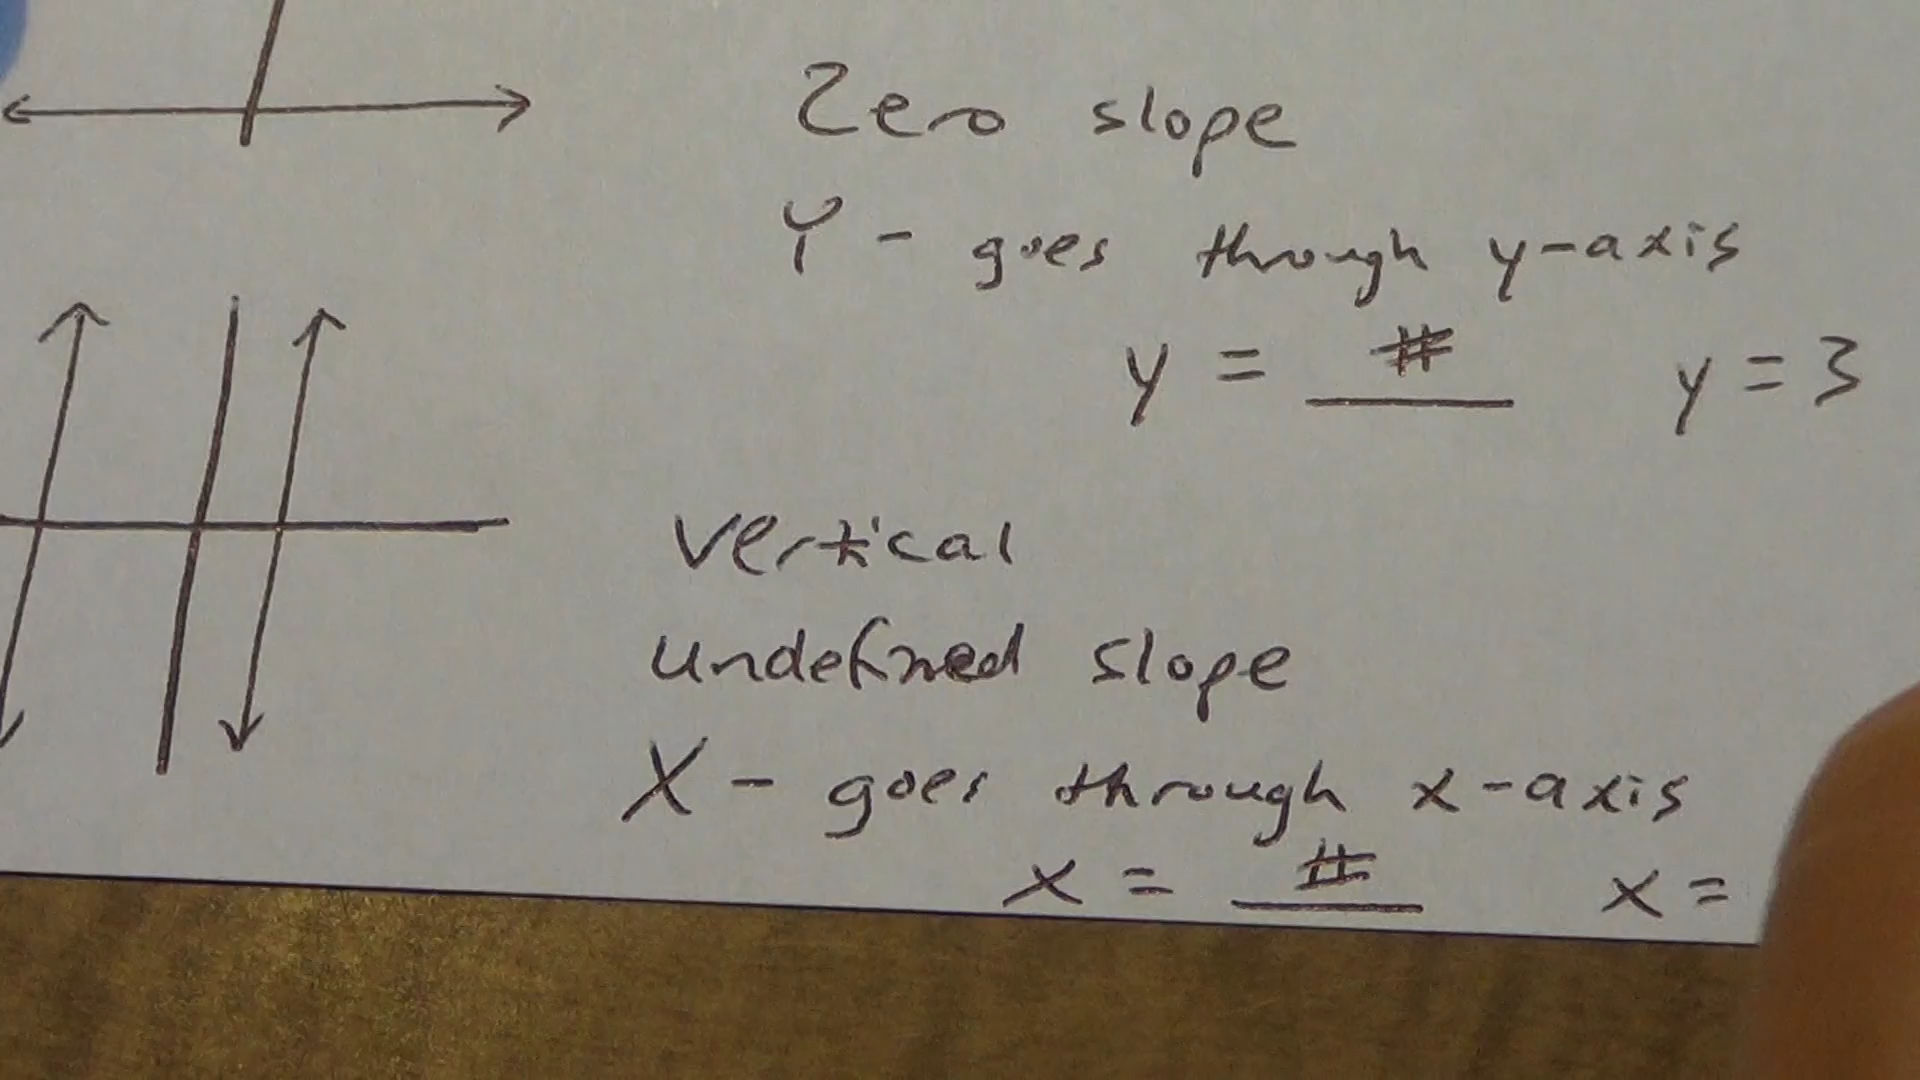 Zero slope
Y - goes through y-axis
y = # y = 3
vertical
undefined slope
X - goes through x-axis
x = # x =